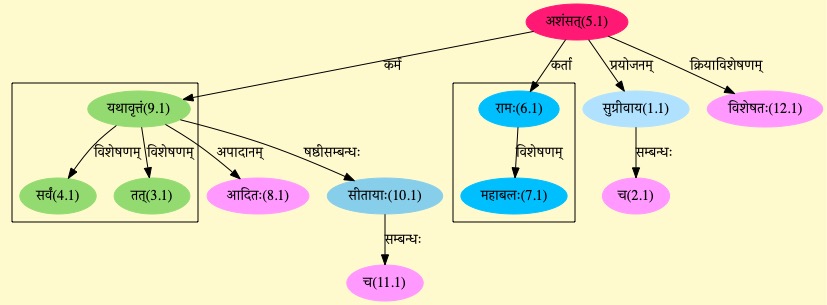 अशंसत्(5.1)
कर्म कर्ता प्रयोजनम् क्रियाविशेषणम्
यथावृत्तं(9.1) रामः(6.1) सुग्रीवाय(1.1) विशेषतः(12.1)
विशेषणम् विशेषणम् अपादानम् षष्ठीसम्बन्धः विशेषणम् सम्बन्धः
सर्वं(4.1) तत्(3.1) आदितः(8.1) सीतायाः(10.1) महाबलः(7.1) च(2.1)
सम्बन्धः
च(11.1)